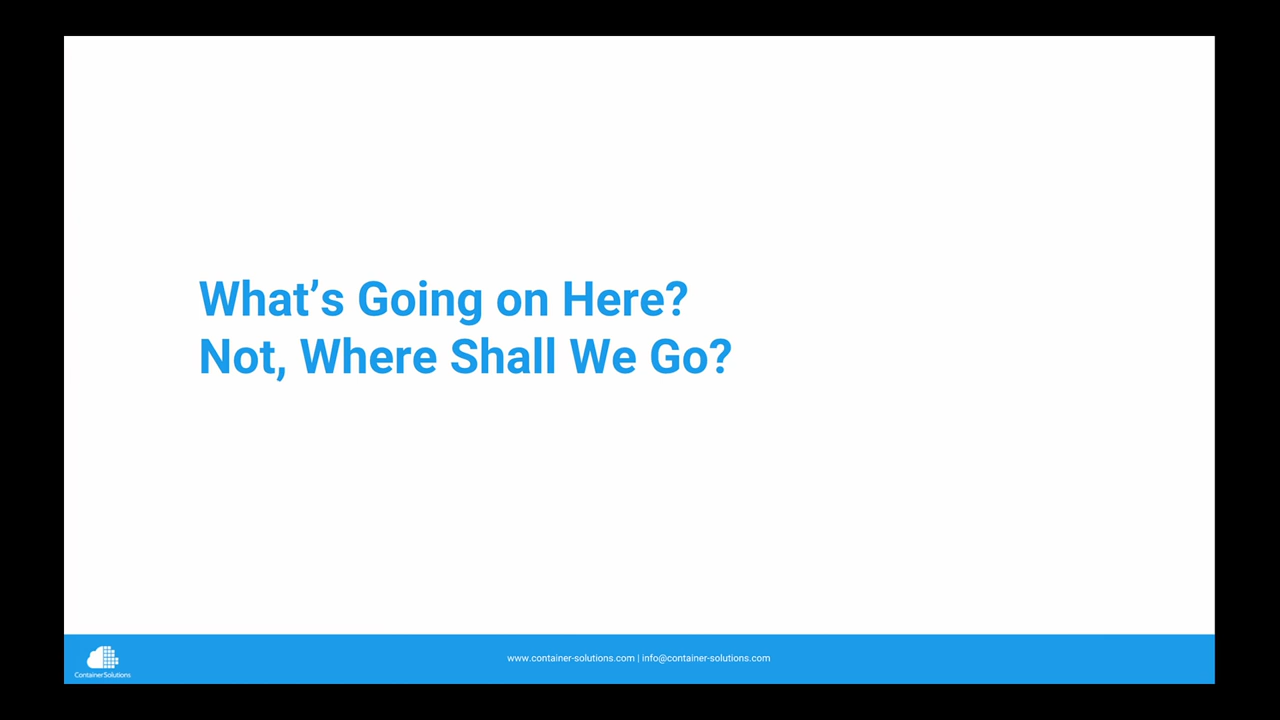 What’s Going on Here?
Not, Where Shall We Go?
ContainerSolutions
www.container-solutions.com | info@container-solutions.com